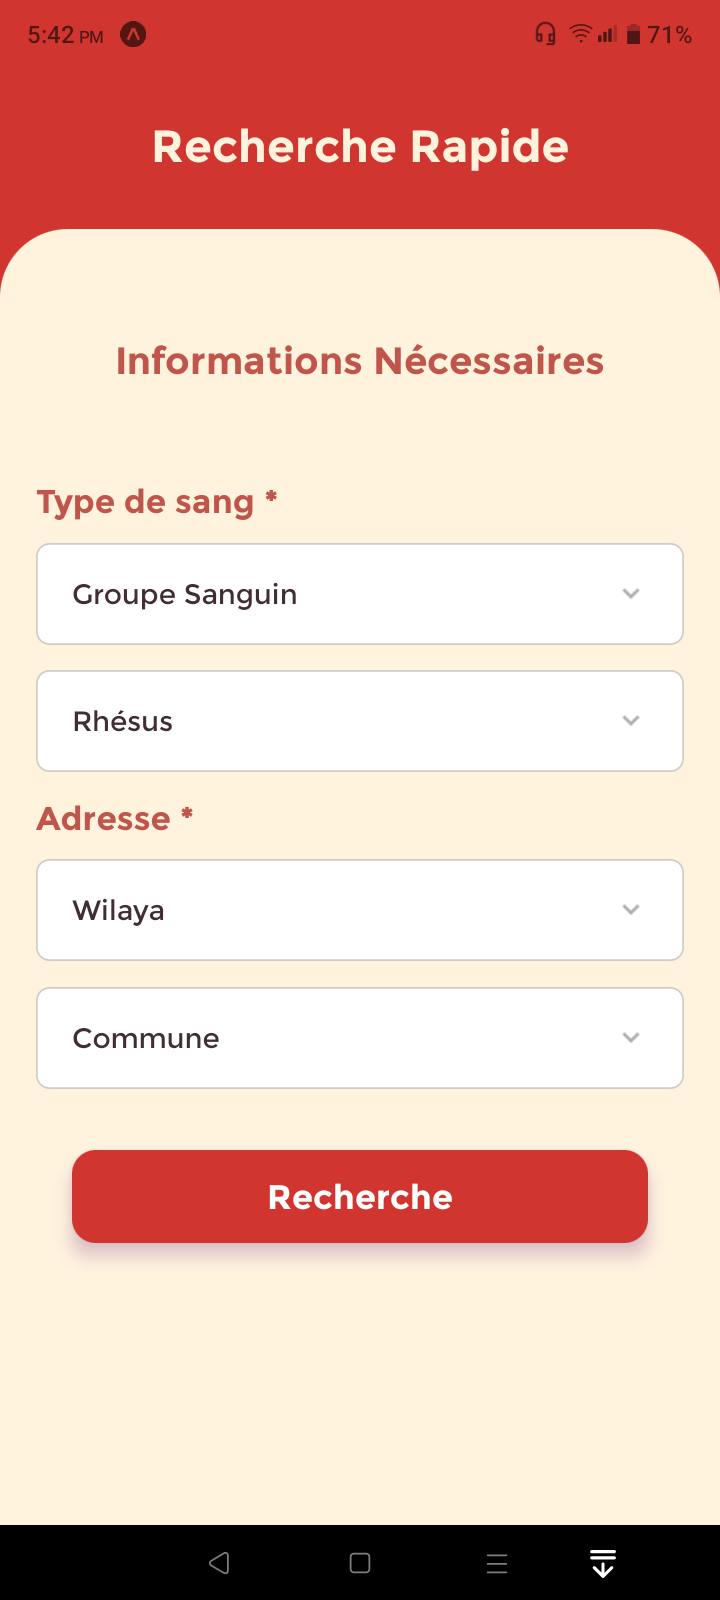 5:42 PM 71%
Recherche Rapide
Informations Nécessaires
Type de sang *
Groupe Sanguin
Rhésus
Adresse *
Wilaya
Commune
Recherche